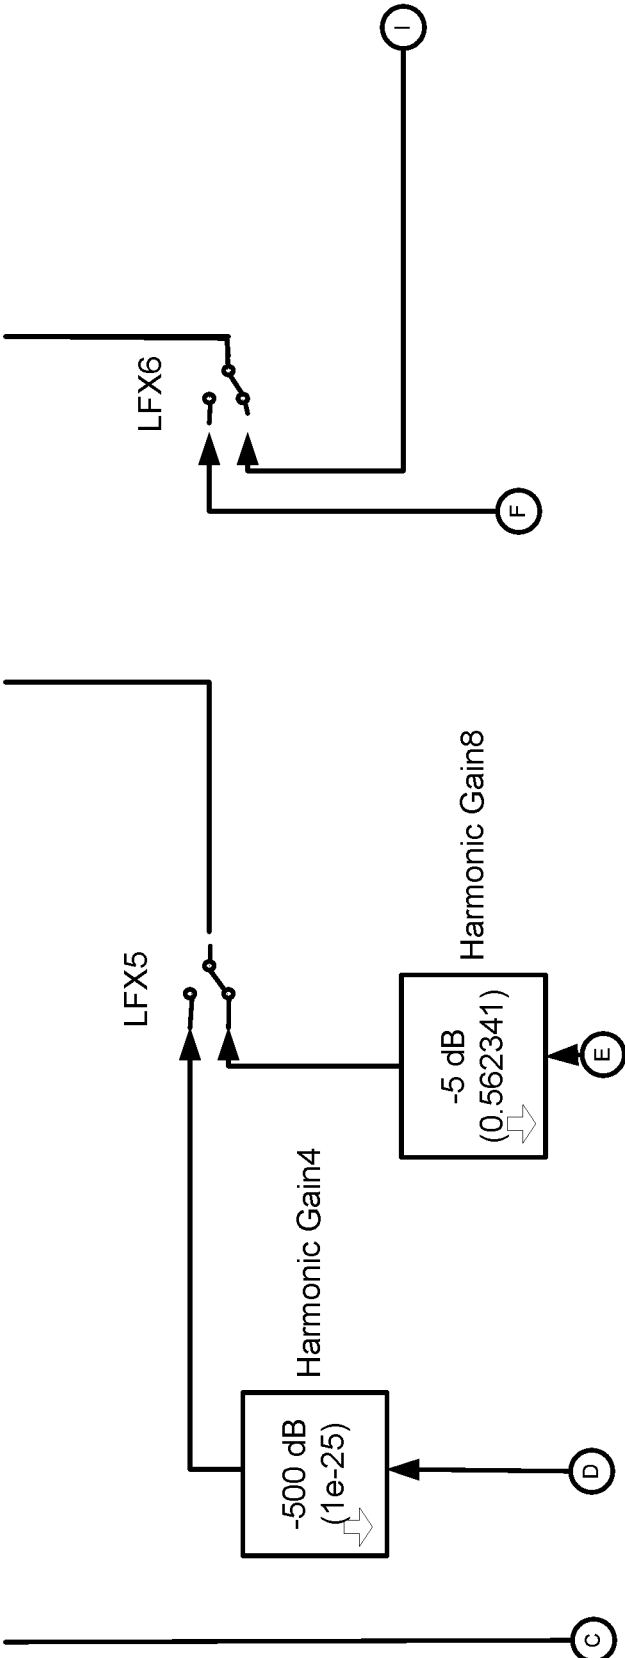 LFX5
LFX6
-500 dB
(1e-25)
Harmonic Gain4
I
-5 dB
(0.562341)
Harmonic Gain8
F
C
D
E